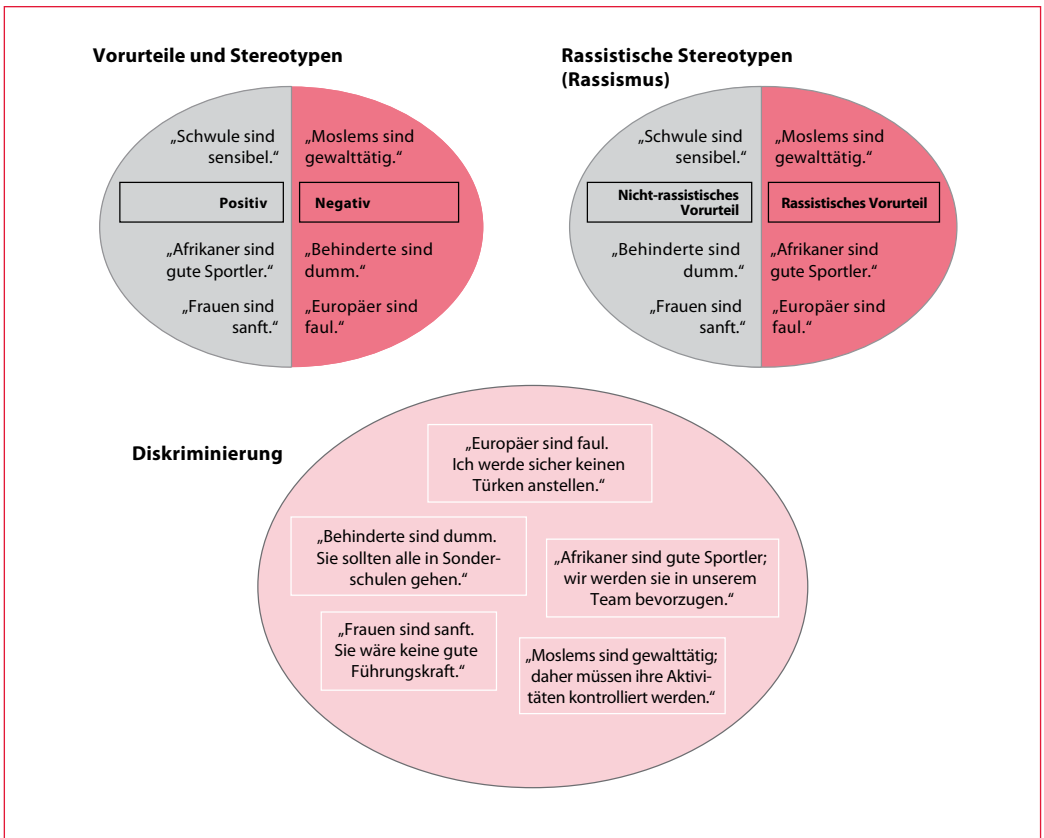 Vorurteile und Stereotypen
„Schwule sind
sensibel.“
„Moslems sind
gewalttätig.“
Positiv
Negativ
„Afrikaner sind
gute Sportler.“
„Behinderte sind
dumm.“
„Frauen sind
sanft.“
„Europäer sind
faul.“
Rassistische Stereotypen
(Rassismus)
„Schwule sind
sensibel.“
„Moslems sind
gewalttätig.“
Nicht-rassistisches
Vorurteil
Rassistisches Vorurteil
„Behinderte sind
dumm.“
„Afrikaner sind
gute Sportler.“
„Frauen sind
sanft.“
„Europäer sind
faul.“
Diskriminierung
„Europäer sind faul.
Ich werde sicher keinen
Türken anstellen.“
„Behinderte sind dumm.
Sie sollten alle in Sonder-
schulen gehen.“
„Afrikaner sind gute Sportler;
wir werden sie in unserem
Team bevorzugen.“
„Frauen sind sanft.
Sie wäre keine gute
Führungskraft.“
„Moslems sind gewalttätig;
daher müssen ihre Aktivi-
täten kontrolliert werden.“